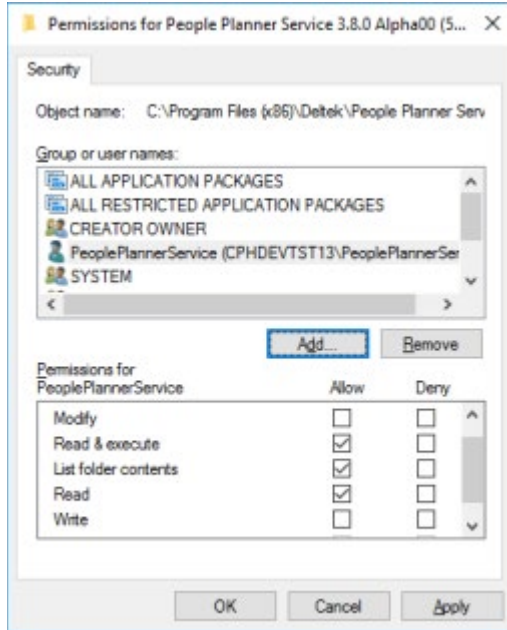 Permissions for People Planner Service 3.8.0 Alpha00 (5...
Security
Object name: C:\Program Files (x86)\Deltek\People Planner Serv
Group or user names:
ALL APPLICATION PACKAGES
ALL RESTRICTED APPLICATION PACKAGES
CREATOR OWNER
PeoplePlannerService (CPHDEVTST13\PeoplePlannerSer
SYSTEM
Add... Remove
Permissions for
PeoplePlannerService Allow Deny
Modify
Read & execute
List folder contents
Read
Write
OK Cancel Apply